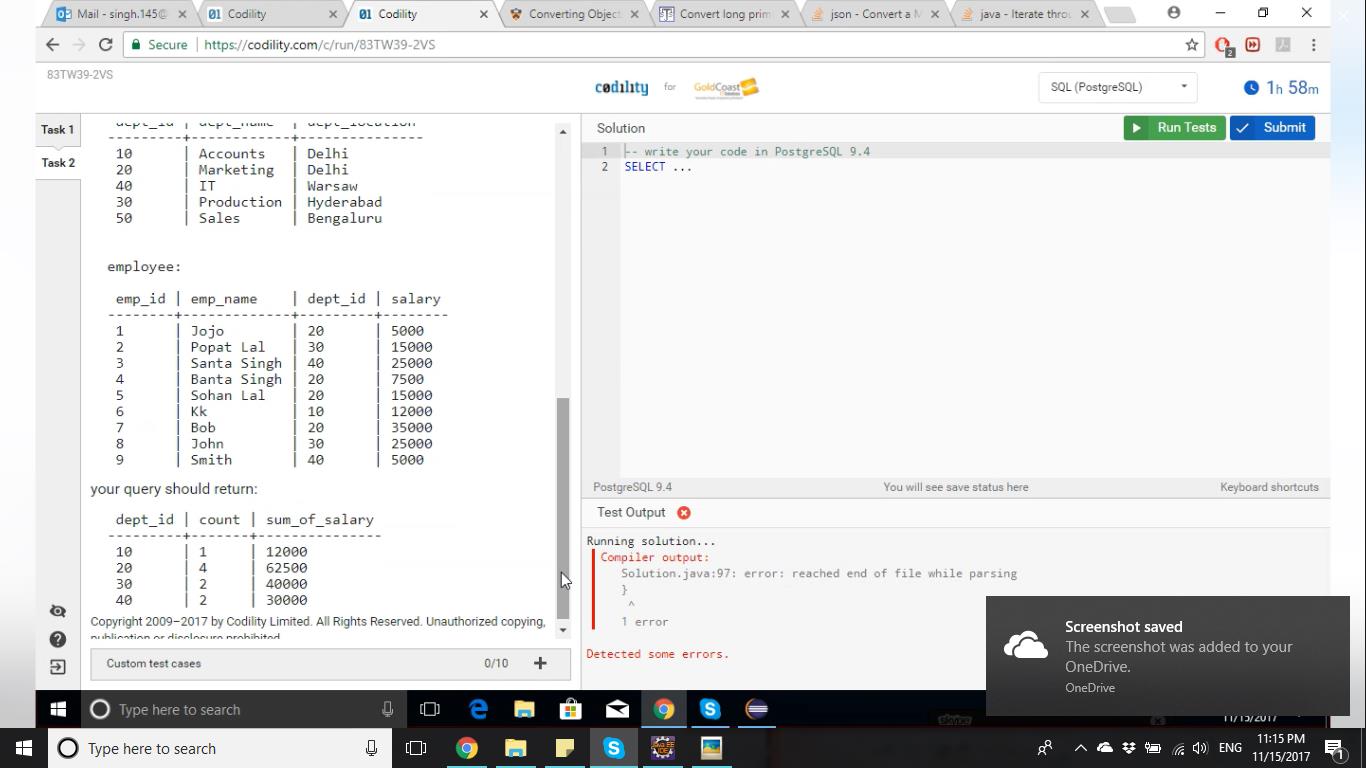 Mail - singh.145@
Codility
Codility
Converting Object
Convert long prim
json - Convert a M
java - Iterate throu
Secure | https://codility.com/c/run/83TW39-2VS
2
83TW39-2VS
codility for GoldCoast
SQL (PostgreSQL)
1h 58m
Task 1
Task 2
dept_id | dept_name | dept_location
---------+------------+---------------
10 | Accounts | Delhi
20 | Marketing | Delhi
40 | IT | Warsaw
30 | Production | Hyderabad
50 | Sales | Bengaluru
employee:
emp_id | emp_name | dept_id | salary
--------+-------------+---------+--------
1 | Jojo | 20 | 5000
2 | Popat Lal | 30 | 15000
3 | Santa Singh | 40 | 25000
4 | Banta Singh | 20 | 7500
5 | Sohan Lal | 20 | 15000
6 | Kk | 10 | 12000
7 | Bob | 20 | 35000
8 | John | 30 | 25000
9 | Smith | 40 | 5000
your query should return:
dept_id | count | sum_of_salary
---------+-------+---------------
10 | 1 | 12000
20 | 4 | 62500
30 | 2 | 40000
40 | 2 | 30000
Copyright 2009–2017 by Codility Limited. All Rights Reserved. Unauthorized copying,
publication or disclosure prohibited.
Custom test cases 0/10 +
Solution
Run Tests
Submit
1 -- write your code in PostgreSQL 9.4
2 SELECT ...
PostgreSQL 9.4
You will see save status here
Keyboard shortcuts
Test Output
Running solution...
Compiler output:
Solution.java:97: error: reached end of file while parsing
}
^
1 error
Detected some errors.
Screenshot saved
The screenshot was added to your
OneDrive.
OneDrive
Type here to search
11/15/2017
Type here to search
ENG
11:15 PM
11/15/2017
1